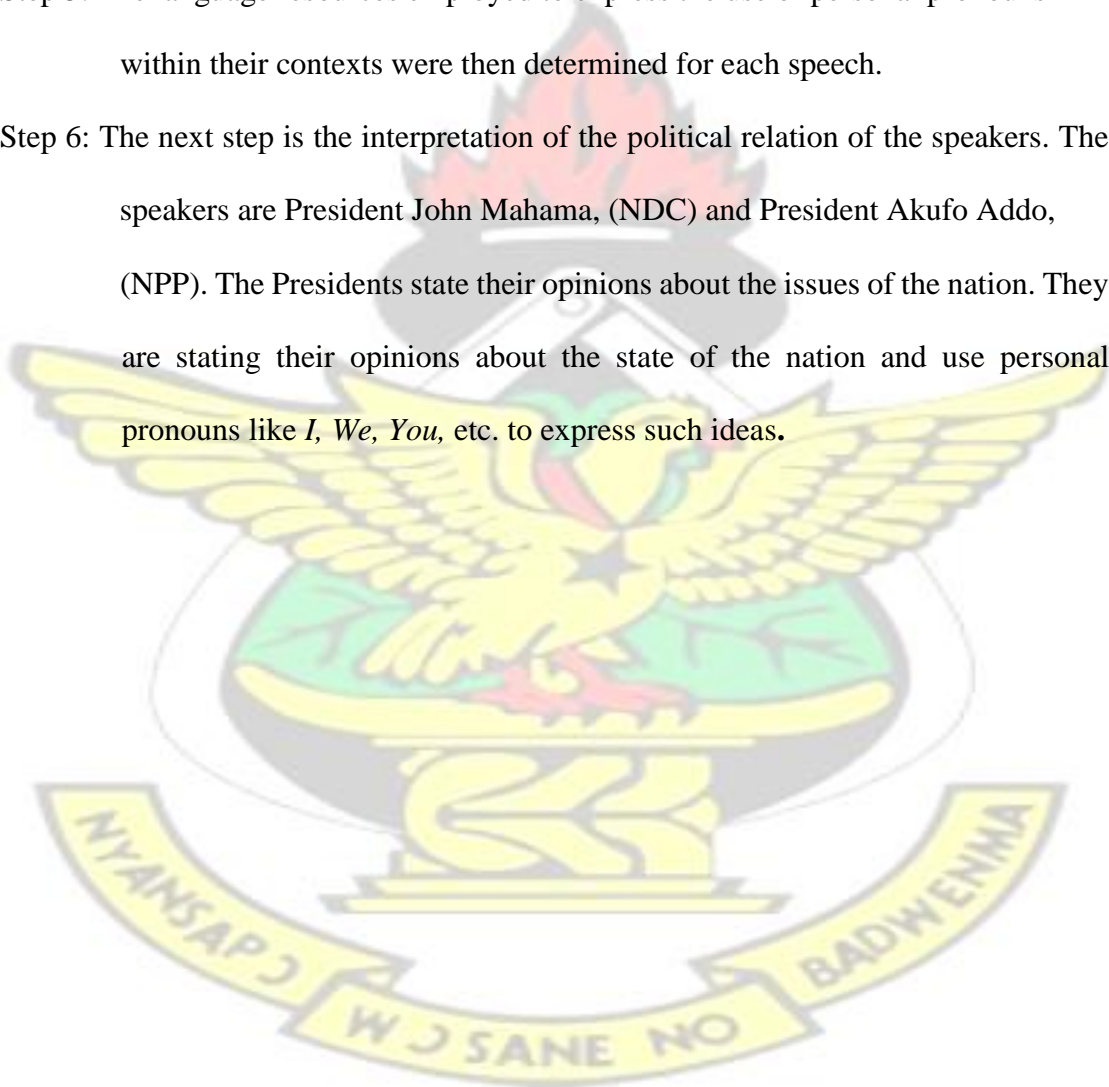 within their contexts were then determined for each speech.
Step 6: The next step is the interpretation of the political relation of the speakers. The
speakers are President John Mahama, (NDC) and President Akufo Addo,
(NPP). The Presidents state their opinions about the issues of the nation. They
are stating their opinions about the state of the nation and use personal
pronouns like I, We, You, etc. to express such ideas.
NYANSAPƆ
WƆSANE NO
BADWENMA